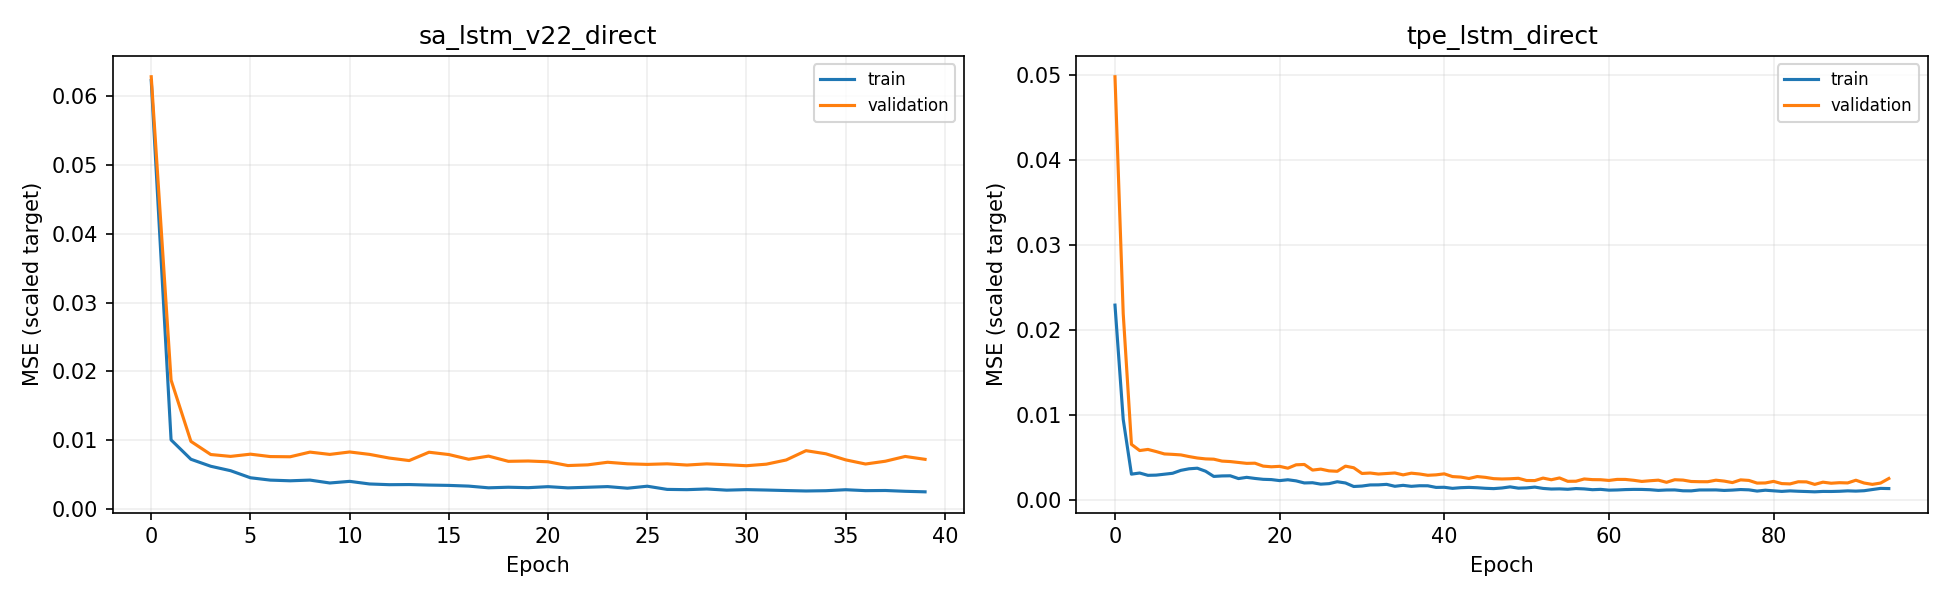 sa_lstm_v22_direct
MSE (scaled target)
0.06
0.05
0.04
0.03
0.02
0.01
0.00
0 5 10 15 20 25 30 35 40
Epoch
train
validation
tpe_lstm_direct
MSE (scaled target)
0.05
0.04
0.03
0.02
0.01
0.00
0 20 40 60 80
Epoch
train
validation